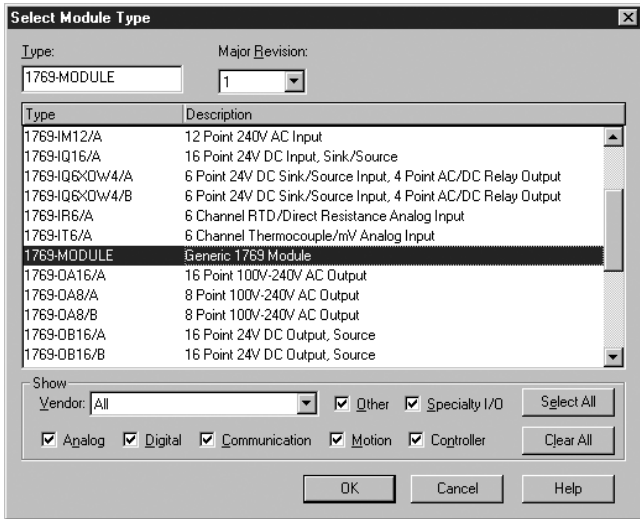 Select Module Type
Type: Major Revision:
1769-MODULE 1
Type Description
1769-IM12/A 12 Point 240V AC Input
1769-IQ16/A 16 Point 24V DC Input, Sink/Source
1769-IQ6XOW4/A 6 Point 24V DC Sink/Source Input, 4 Point AC/DC Relay Output
1769-IQ6XOW4/B 6 Point 24V DC Sink/Source Input, 4 Point AC/DC Relay Output
1769-IR6/A 6 Channel RTD/Direct Resistance Analog Input
1769-IT6/A 6 Channel Thermocouple/mV Analog Input
1769-MODULE Generic 1769 Module
1769-OA16/A 16 Point 100V-240V AC Output
1769-OA8/A 8 Point 100V-240V AC Output
1769-OA8/B 8 Point 100V-240V AC Output
1769-OB16/A 16 Point 24V DC Output, Source
1769-OB16/B 16 Point 24V DC Output, Source
Show
Vendor: All Other Specialty I/O Select All
Analog Digital Communication Motion Controller Clear All
OK Cancel Help